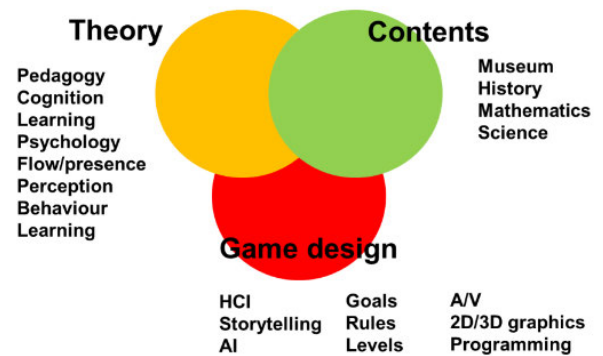 Theory
Pedagogy
Cognition
Learning
Psychology
Flow/presence
Perception
Behaviour
Learning
Contents
Museum
History
Mathematics
Science
Game design
HCI
Storytelling
AI
Goals
Rules
Levels
A/V
2D/3D graphics
Programming